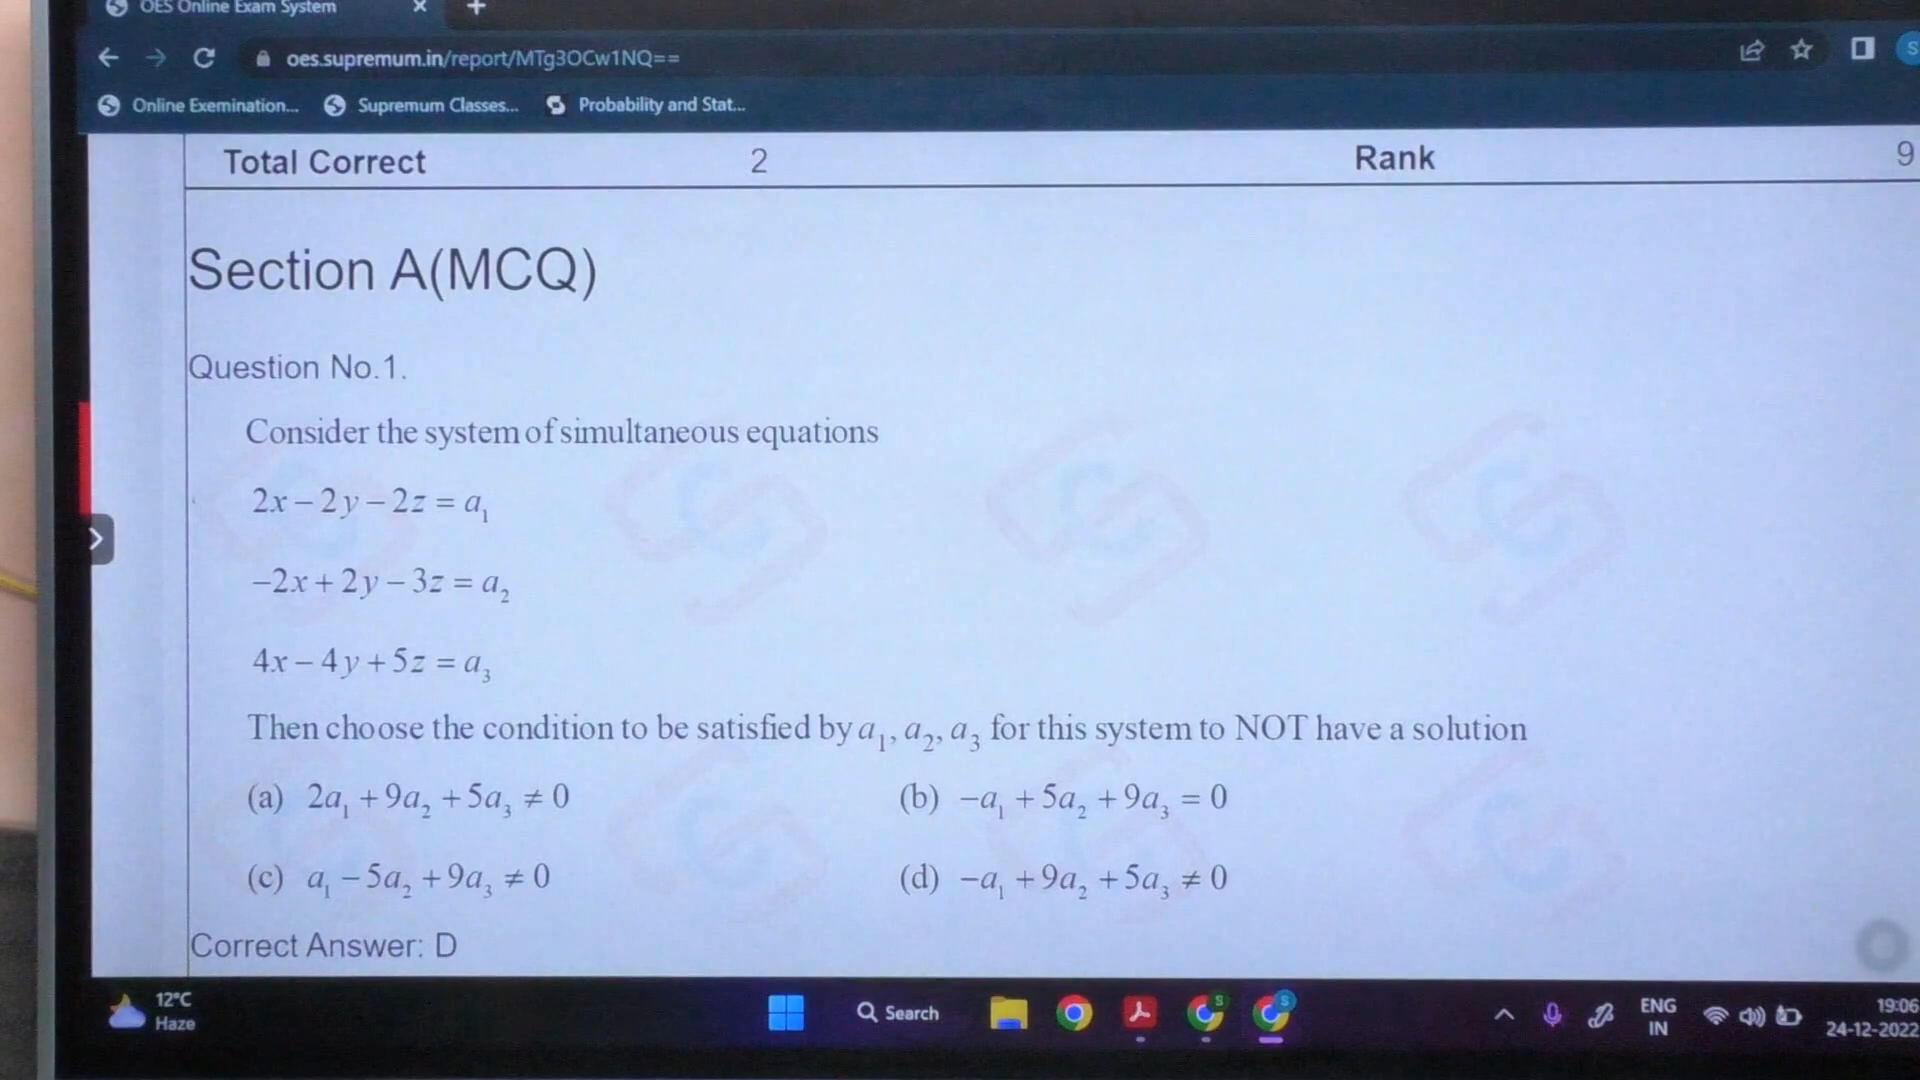 OES Online Exam System
oes.supremum.in/report/MTg3OCw1NQ==
Online Exemination... Supremum Classes... Probability and Stat...
Total Correct 2 Rank 9
Section A(MCQ)
Question No.1.
Consider the system of simultaneous equations
2x – 2y – 2z = a₁
–2x + 2y – 3z = a₂
4x – 4y + 5z = a₃
Then choose the condition to be satisfied by a₁, a₂, a₃ for this system to NOT have a solution
(a) 2a₁ + 9a₂ + 5a₃ ≠ 0 (b) –a₁ + 5a₂ + 9a₃ = 0
(c) a₁ – 5a₂ + 9a₃ ≠ 0 (d) –a₁ + 9a₂ + 5a₃ ≠ 0
Correct Answer: D
12°C
Haze
Search
ENG
IN
19:06
24-12-2022